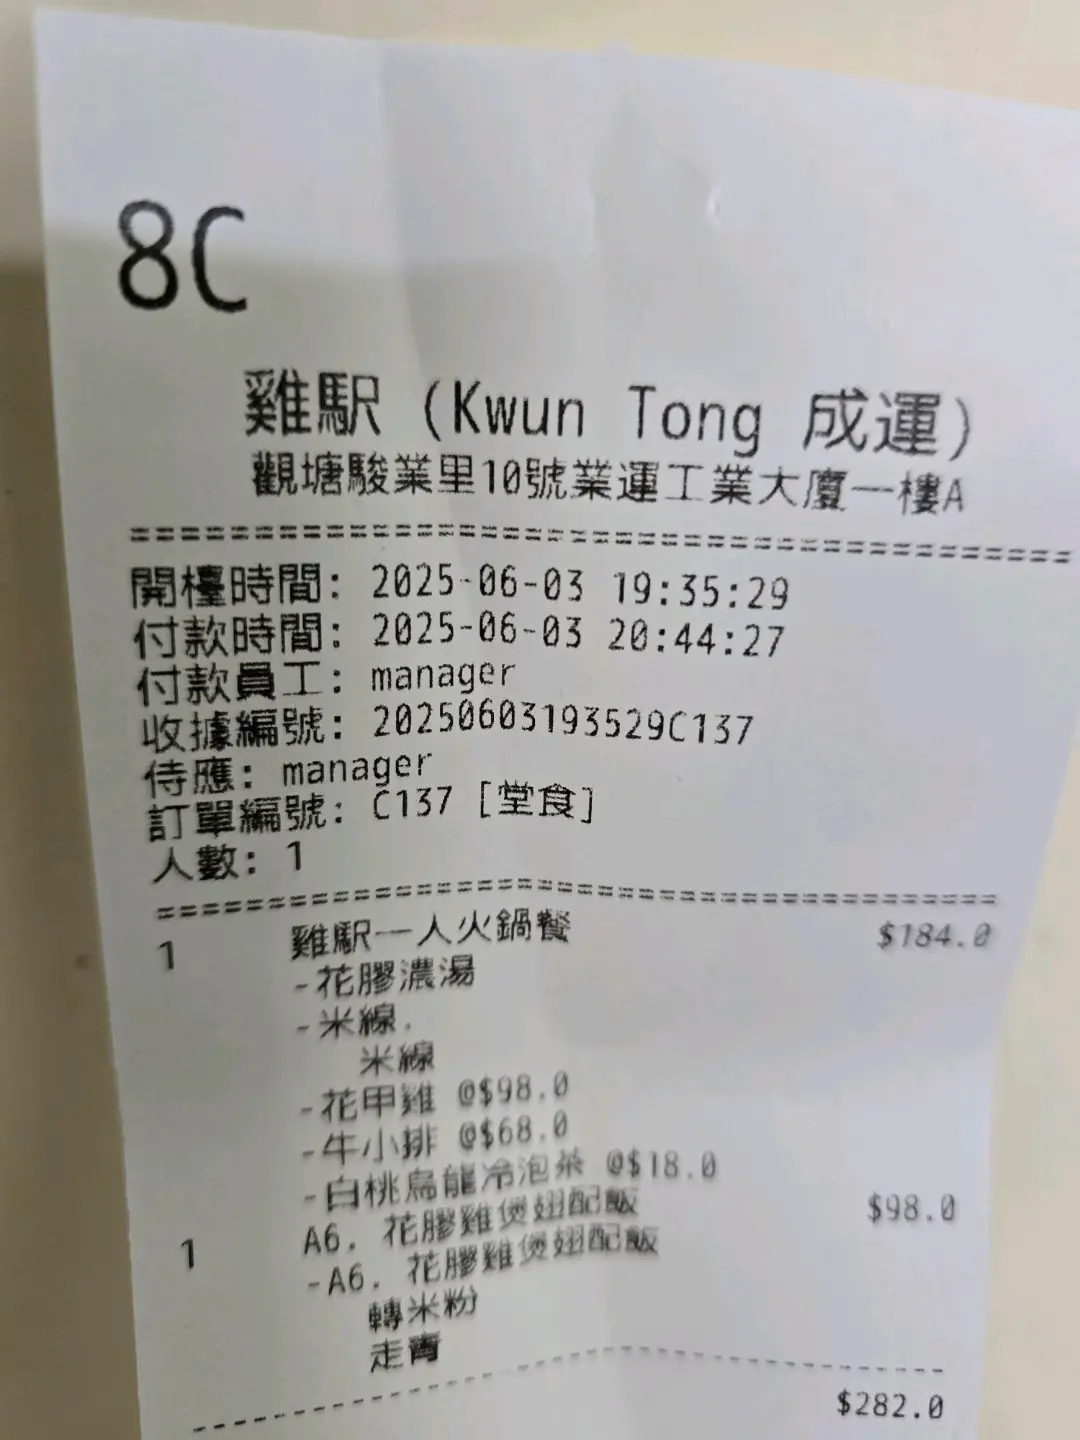 8C
雞駅 (Kwun Tong 成運)
觀塘駿業里10號業運工業大廈一樓A
開檯時間: 2025-06-03 19:35:29
付款時間: 2025-06-03 20:44:27
付款員工: manager
收據編號: 20250603193529C137
侍應: manager
訂單編號: C137 [堂食]
人數: 1
1 雞駅一人火鍋餐 $184.0
-花膠濃湯
-米線.
米線
-花甲雞 @$98.0
-牛小排 @$68.0
-白桃烏龍冷泡茶 @$18.0
1 A6. 花膠雞煲翅配飯 $98.0
-A6. 花膠雞煲翅配飯
轉米粉
走青
$282.0